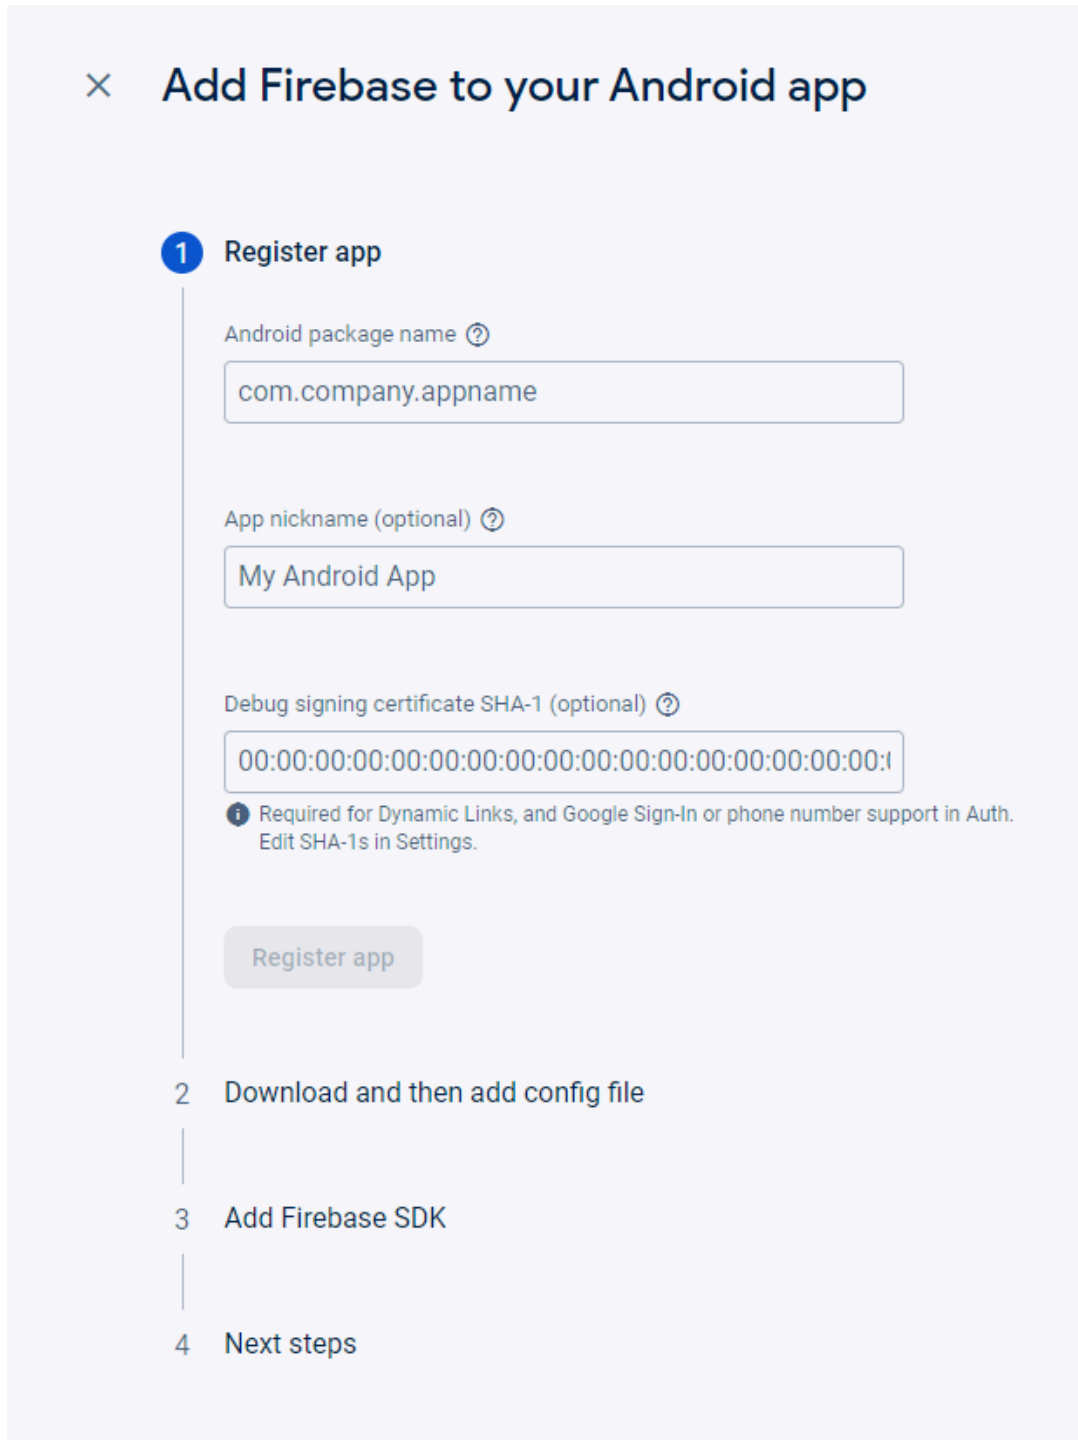 Add Firebase to your Android app
1 Register app
Android package name
com.company.appname
App nickname (optional)
My Android App
Debug signing certificate SHA-1 (optional)
00:00:00:00:00:00:00:00:00:00:00:00:00:00:00:00:00:
Required for Dynamic Links, and Google Sign-In or phone number support in Auth.
Edit SHA-1s in Settings.
Register app
2 Download and then add config file
3 Add Firebase SDK
4 Next steps